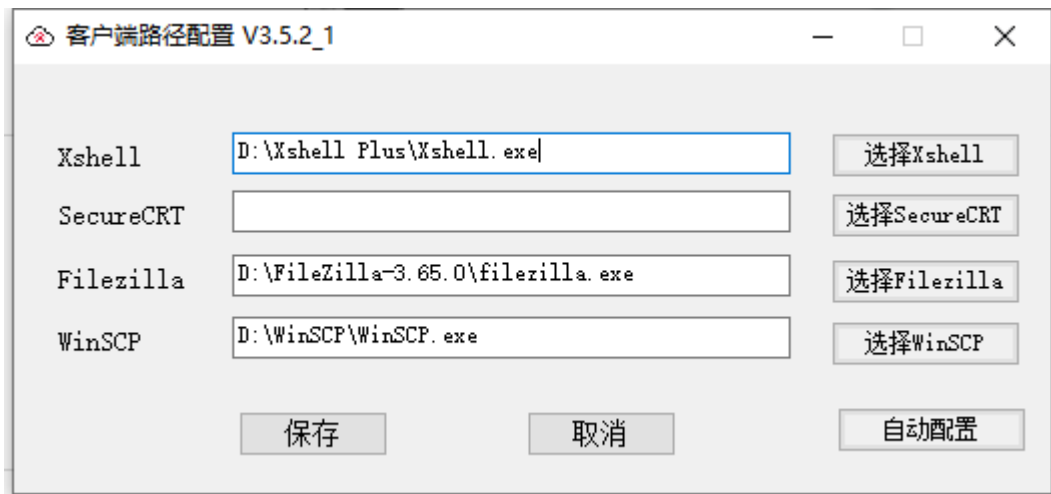 客户端路径配置 V3.5.2_1
Xshell D:\Xshell Plus\Xshell.exe 选择Xshell
SecureCRT 选择SecureCRT
Filezilla D:\FileZilla-3.65.0\filezilla.exe 选择Filezilla
WinSCP D:\WinSCP\WinSCP.exe 选择WinSCP
保存 取消 自动配置